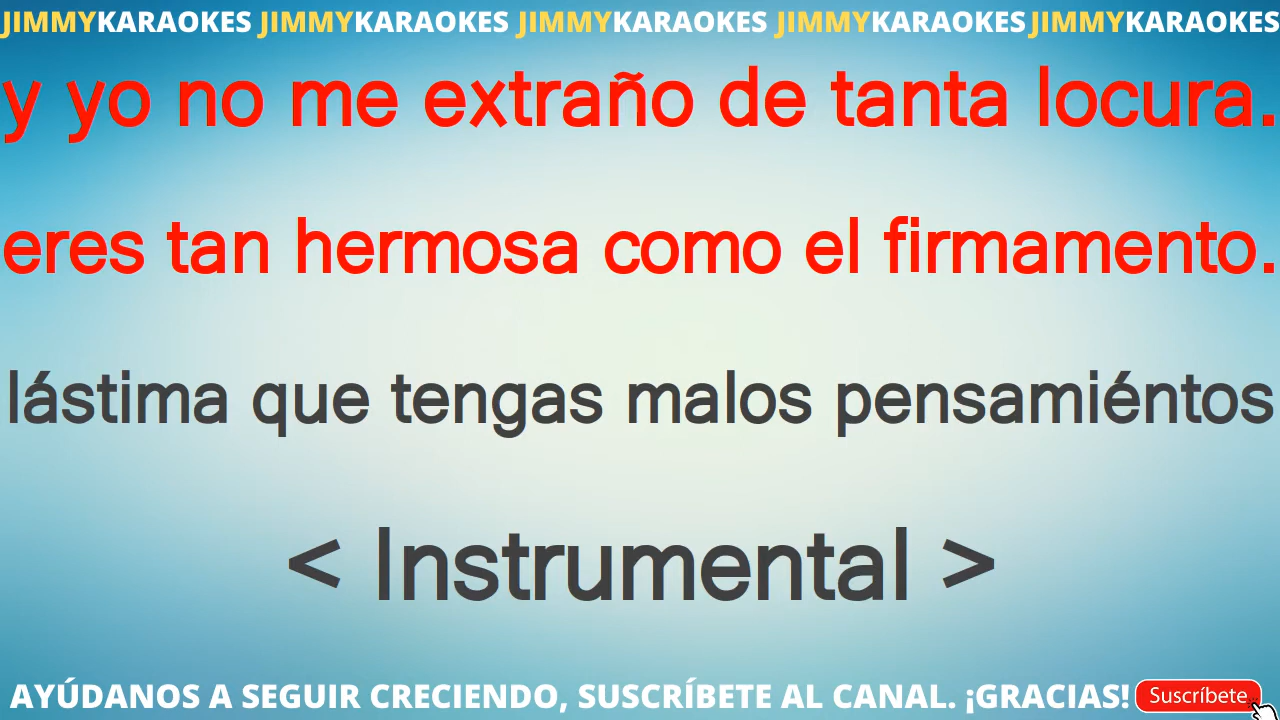 JIMMYKARAOKES JIMMYKARAOKES JIMMYKARAOKES JIMMYKARAOKES JIMMYKARAOKES
y yo no me extraño de tanta locura.
eres tan hermosa como el firmamento.
lástima que tengas malos pensamiéntos
< Instrumental >
AYÚDANOS A SEGUIR CRECIENDO, SUSCRÍBETE AL CANAL. ¡GRACIAS! Suscríbete